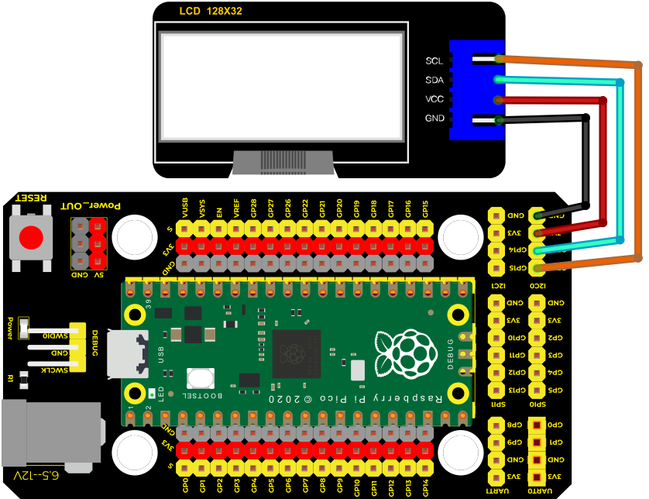 LCD 128X32
SCL
SDA
VCC
GND
RESET
Power_OUT
GND
5V
VUSB
VSYS
EN
VREF
GP28
GP27
GP26
GP22
GP21
GP20
GP19
GP18
GP17
GP16
GP15
S
3V3
GND
GND
3V3
GP14
GP15
I2C1
I2C0
39
USB
BOOTSEL
LED
1
2
Raspberry Pi Pico © 2020
DEBUG
Power
SWDIO
GND
SWCLK
DEBUG
R1
6.5--12V
GND
3V3
GP10
GP11
GP12
GP13
SPI1
GND
3V3
GP2
GP3
GP4
GP5
SPI0
GP8
GP9
GND
3V3
UART1
GP0
GP1
GND
3V3
UART0
GND
3V3
S
GP0
GP1
GP2
GP3
GP4
GP5
GP6
GP7
GP8
GP9
GP10
GP11
GP12
GP13
GP14